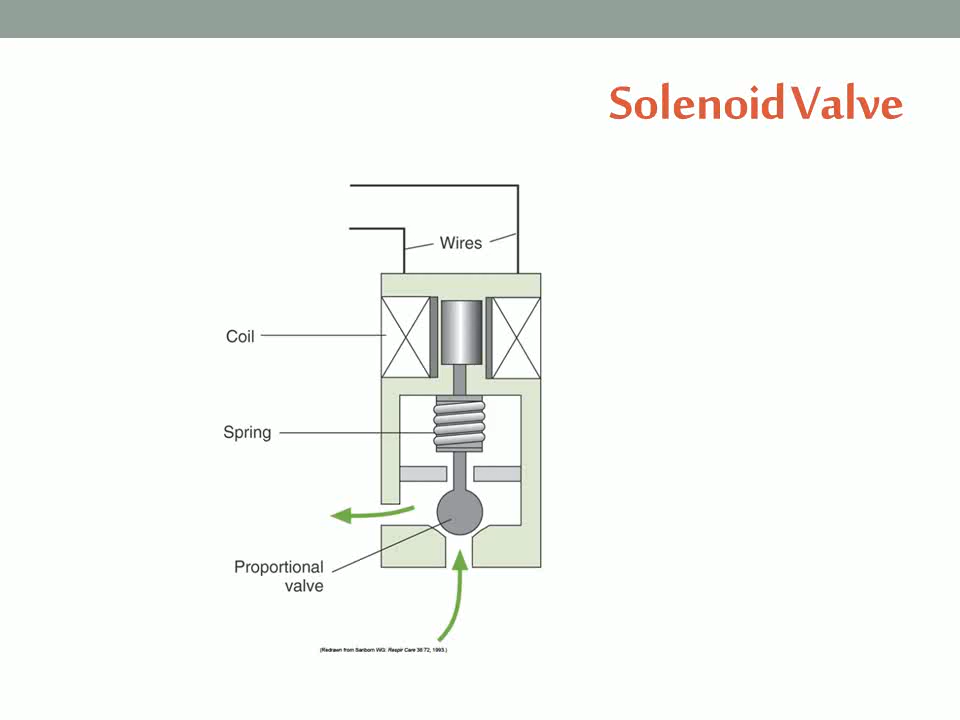 Solenoid Valve
Wires
Coil
Spring
Proportional
valve
(Redrawn from Sanborn WG: Respir Care 38:72, 1993.)